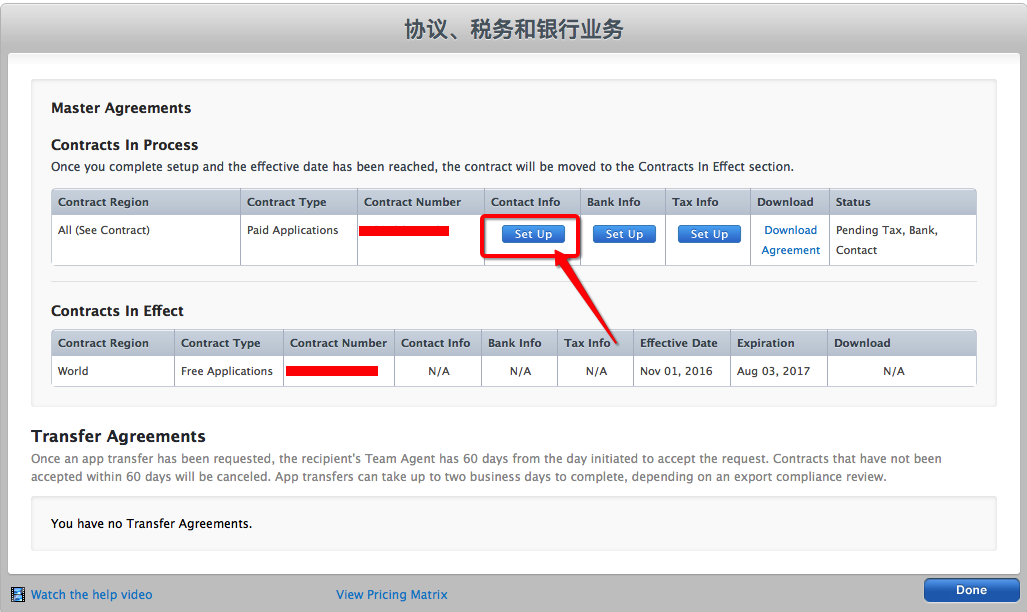 协议、税务和银行业务
Master Agreements
Contracts In Process
Once you complete setup and the effective date has been reached, the contract will be moved to the Contracts In Effect section.
Contract Region Contract Type Contract Number Contact Info Bank Info Tax Info Download Status
All (See Contract) Paid Applications Set Up Set Up Set Up Download Pending Tax, Bank,
Agreement Contact
Contracts In Effect
Contract Region Contract Type Contract Number Contact Info Bank Info Tax Info Effective Date Expiration Download
World Free Applications N/A N/A N/A Nov 01, 2016 Aug 03, 2017 N/A
Transfer Agreements
Once an app transfer has been requested, the recipient's Team Agent has 60 days from the day initiated to accept the request. Contracts that have not been
accepted within 60 days will be canceled. App transfers can take up to two business days to complete, depending on an export compliance review.
You have no Transfer Agreements.
Watch the help video View Pricing Matrix Done